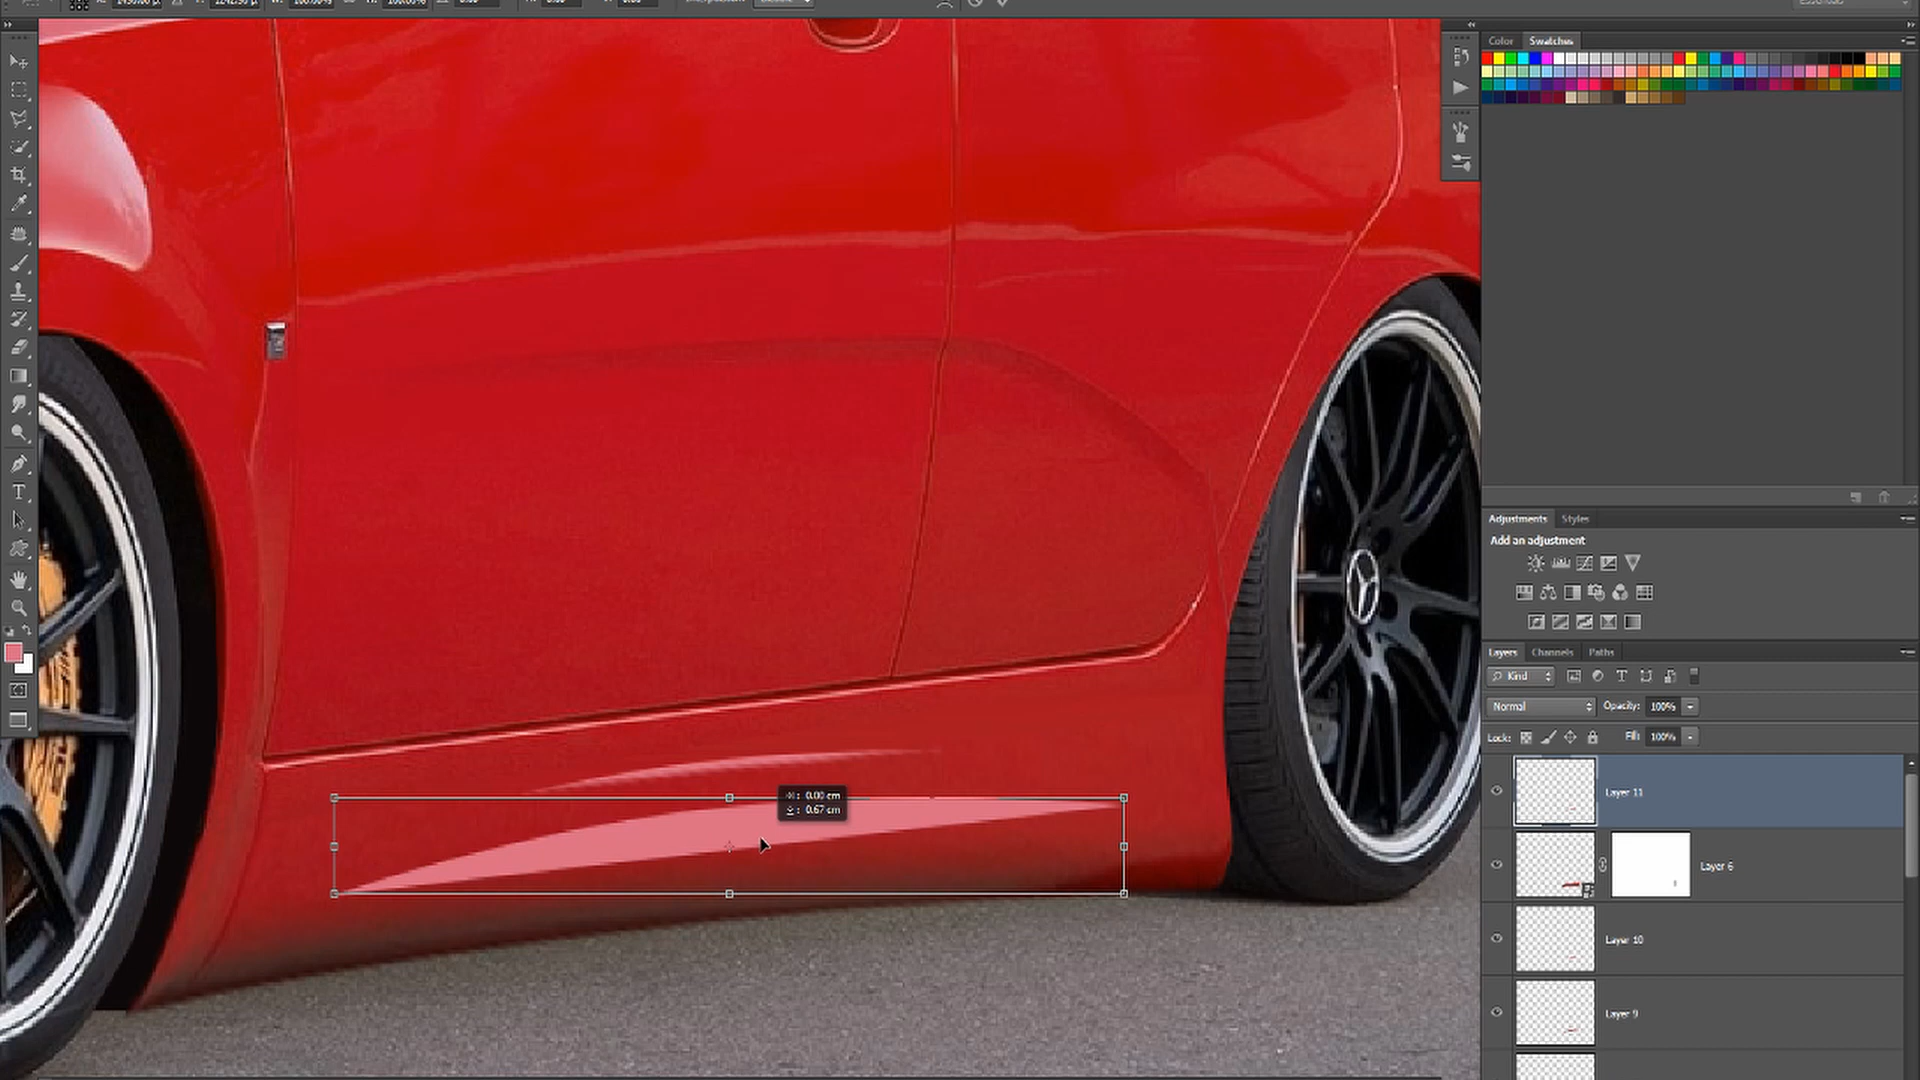 Essentials
Color Swatches
Adjustments Styles
Add an adjustment
Layers Channels Paths
Kind
Normal Opacity: 100%
Lock: Fill: 100%
Layer 11
Layer 6
Layer 10
Layer 9
H: 0.00 cm
0.67 cm
T